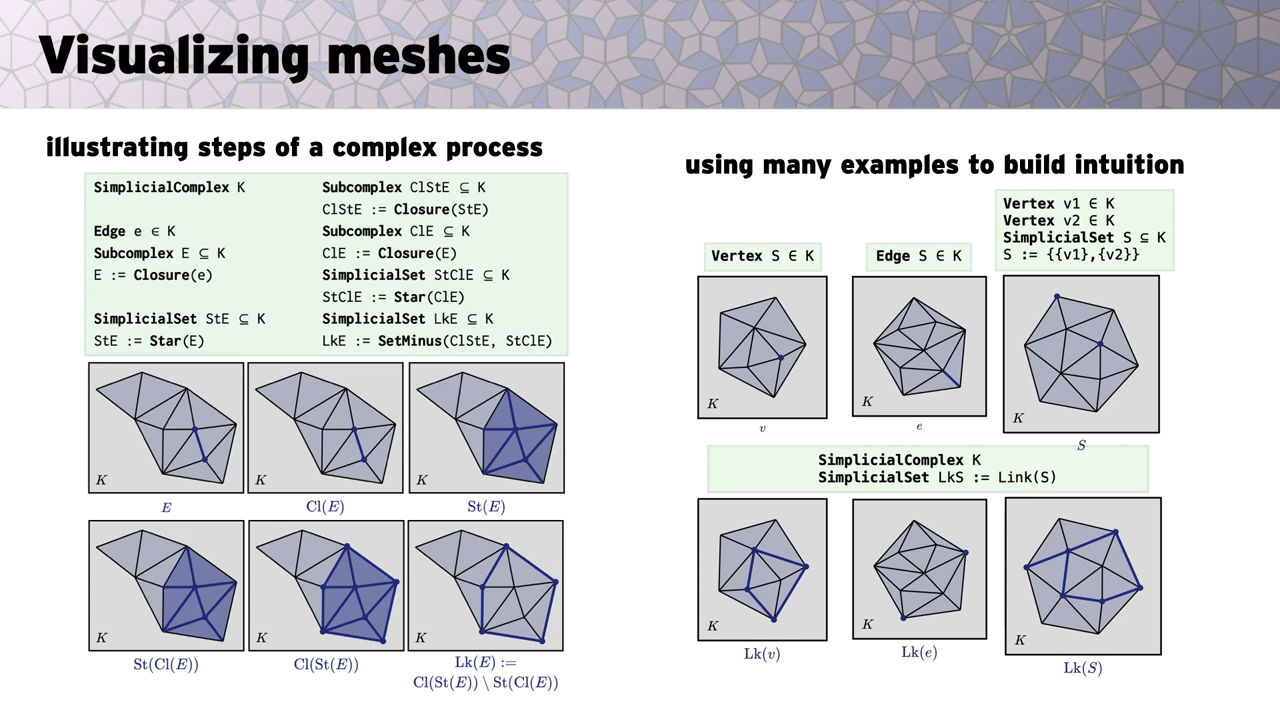 Visualizing meshes
illustrating steps of a complex process
SimplicialComplex K
Edge e ∈ K
Subcomplex E ⊆ K
E := Closure(e)
SimplicialSet StE ⊆ K
StE := Star(E)
Subcomplex ClStE ⊆ K
ClStE := Closure(StE)
Subcomplex ClE ⊆ K
ClE := Closure(E)
SimplicialSet StClE ⊆ K
StClE := Star(ClE)
SimplicialSet LkE ⊆ K
LkE := SetMinus(ClStE, StClE)
K
K
K
E
Cl(E)
St(E)
K
K
K
St(Cl(E))
Cl(St(E))
Lk(E) :=
Cl(St(E)) \ St(Cl(E))
using many examples to build intuition
Vertex S ∈ K
Edge S ∈ K
Vertex v1 ∈ K
Vertex v2 ∈ K
SimplicialSet S ⊆ K
S := {{v1},{v2}}
K
K
K
v
e
S
SimplicialComplex K
SimplicialSet LkS := Link(S)
K
K
K
Lk(v)
Lk(e)
Lk(S)